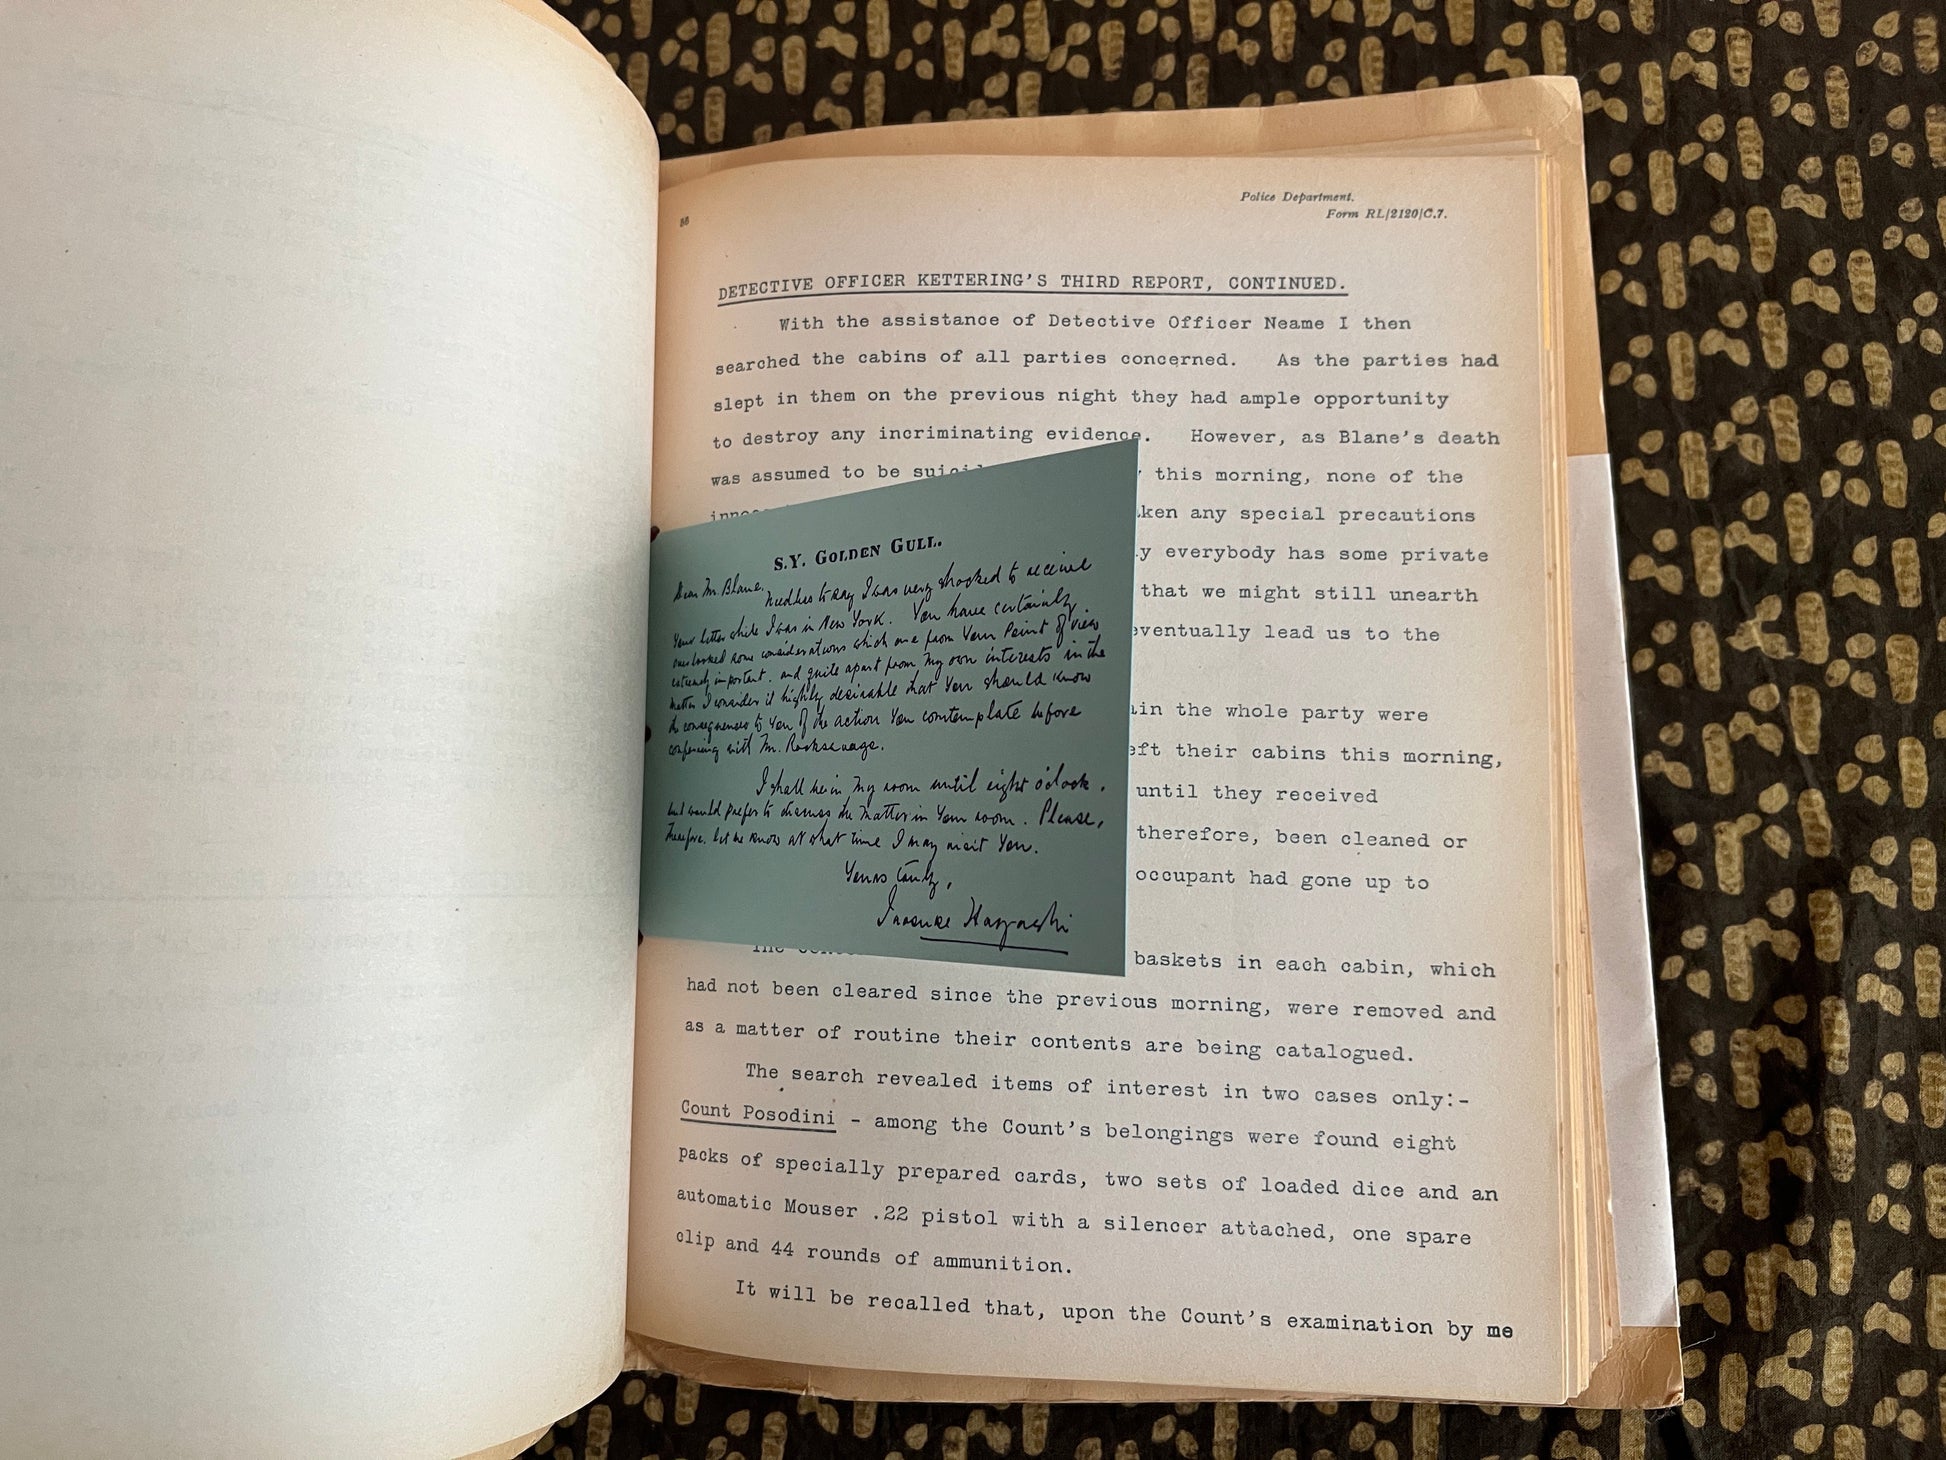 Police Department.
Form RL/2120/C.7.
DETECTIVE OFFICER KETTERING'S THIRD REPORT, CONTINUED.
With the assistance of Detective Officer Neame I then
searched the cabins of all parties concerned. As the parties had
slept in them on the previous night they had ample opportunity
to destroy any incriminating evidence. However, as Blane's death
was assumed to be this morning, none of the
any special precautions
everybody has some private
that we might still unearth
eventually lead us to the
the whole party were
their cabins this morning,
until they received
therefore, been cleaned or
occupant had gone up to
baskets in each cabin, which
had not been cleared since the previous morning, were removed and
as a matter of routine their contents are being catalogued.
The search revealed items of interest in two cases only:-
Count Posodini - among the Count's belongings were found eight
packs of specially prepared cards, two sets of loaded dice and an
automatic Mouser .22 pistol with a silencer attached, one spare
clip and 44 rounds of ammunition.
It will be recalled that, upon the Count's examination by me
S.Y. GOLDEN GULL.
Dear Mr. Blane,
Needless to say I was very shocked to receive
Your letter while I was in New York. You have certainly
overlooked some considerations which are from Your Point of view
extremely important, and quite apart from My own interests in the
matter I consider it highly desirable that You should know
the consequences to You of the action You contemplate before
conferring with Mr. Rocksavage.
I shall be in My room until eight o'clock,
but would prefer to discuss the Matter in Your room. Please,
therefore, let me know at what time I may visit You.
Yours truly,
Inosuke Hayashi